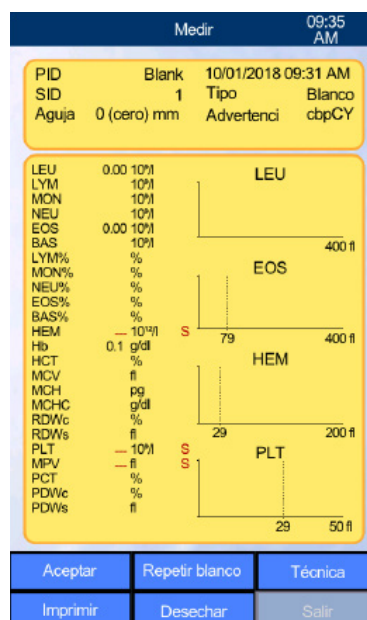 Medir 09:35 AM
PID Blank 10/01/2018 09:31 AM
SID 1 Tipo Blanco
Aguja 0 (cero) mm Advertenci cbpCY
LEU 0.00 10⁹/l
LYM 10⁹/l
MON 10⁹/l
NEU 10⁹/l
EOS 0.00 10⁹/l
BAS 10⁹/l
LYM% %
MON% %
NEU% %
EOS% %
BAS% %
HEM --- 10¹²/l S
Hb 0.1 g/dl
HCT %
MCV fl
MCH pg
MCHC g/dl
RDWc %
RDWs fl
PLT --- 10⁹/l S
MPV --- fl S
PCT %
PDWc %
PDWs fl
LEU
400 fl
EOS
79 400 fl
HEM
29 200 fl
PLT
29 50 fl
Aceptar Repetir blanco Técnica
Imprimir Desechar Salir